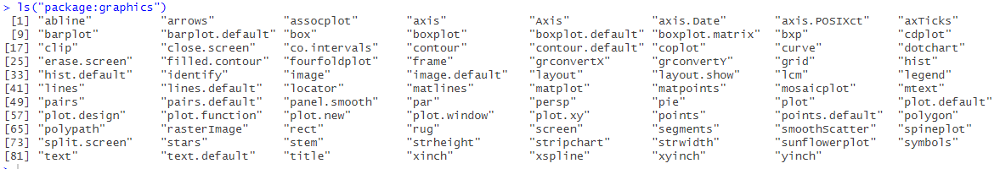 > ls("package:graphics")
[1] "abline" "arrows" "assocplot" "axis" "Axis" "axis.Date" "axis.POSIXct" "axTicks"
[9] "barplot" "barplot.default" "box" "boxplot" "boxplot.default" "boxplot.matrix" "bxp" "cdplot"
[17] "clip" "close.screen" "co.intervals" "contour" "contour.default" "coplot" "curve" "dotchart"
[25] "erase.screen" "filled.contour" "fourfoldplot" "frame" "grconvertX" "grconvertY" "grid" "hist"
[33] "hist.default" "identify" "image" "image.default" "layout" "layout.show" "lcm" "legend"
[41] "lines" "lines.default" "locator" "matlines" "matplot" "matpoints" "mosaicplot" "mtext"
[49] "pairs" "pairs.default" "panel.smooth" "par" "persp" "pie" "plot" "plot.default"
[57] "plot.design" "plot.function" "plot.new" "plot.window" "plot.xy" "points" "points.default" "polygon"
[65] "polypath" "rasterImage" "rect" "rug" "screen" "segments" "smoothScatter" "spineplot"
[73] "split.screen" "stars" "stem" "strheight" "stripchart" "strwidth" "sunflowerplot" "symbols"
[81] "text" "text.default" "title" "xinch" "xspline" "xyinch" "yinch"
>